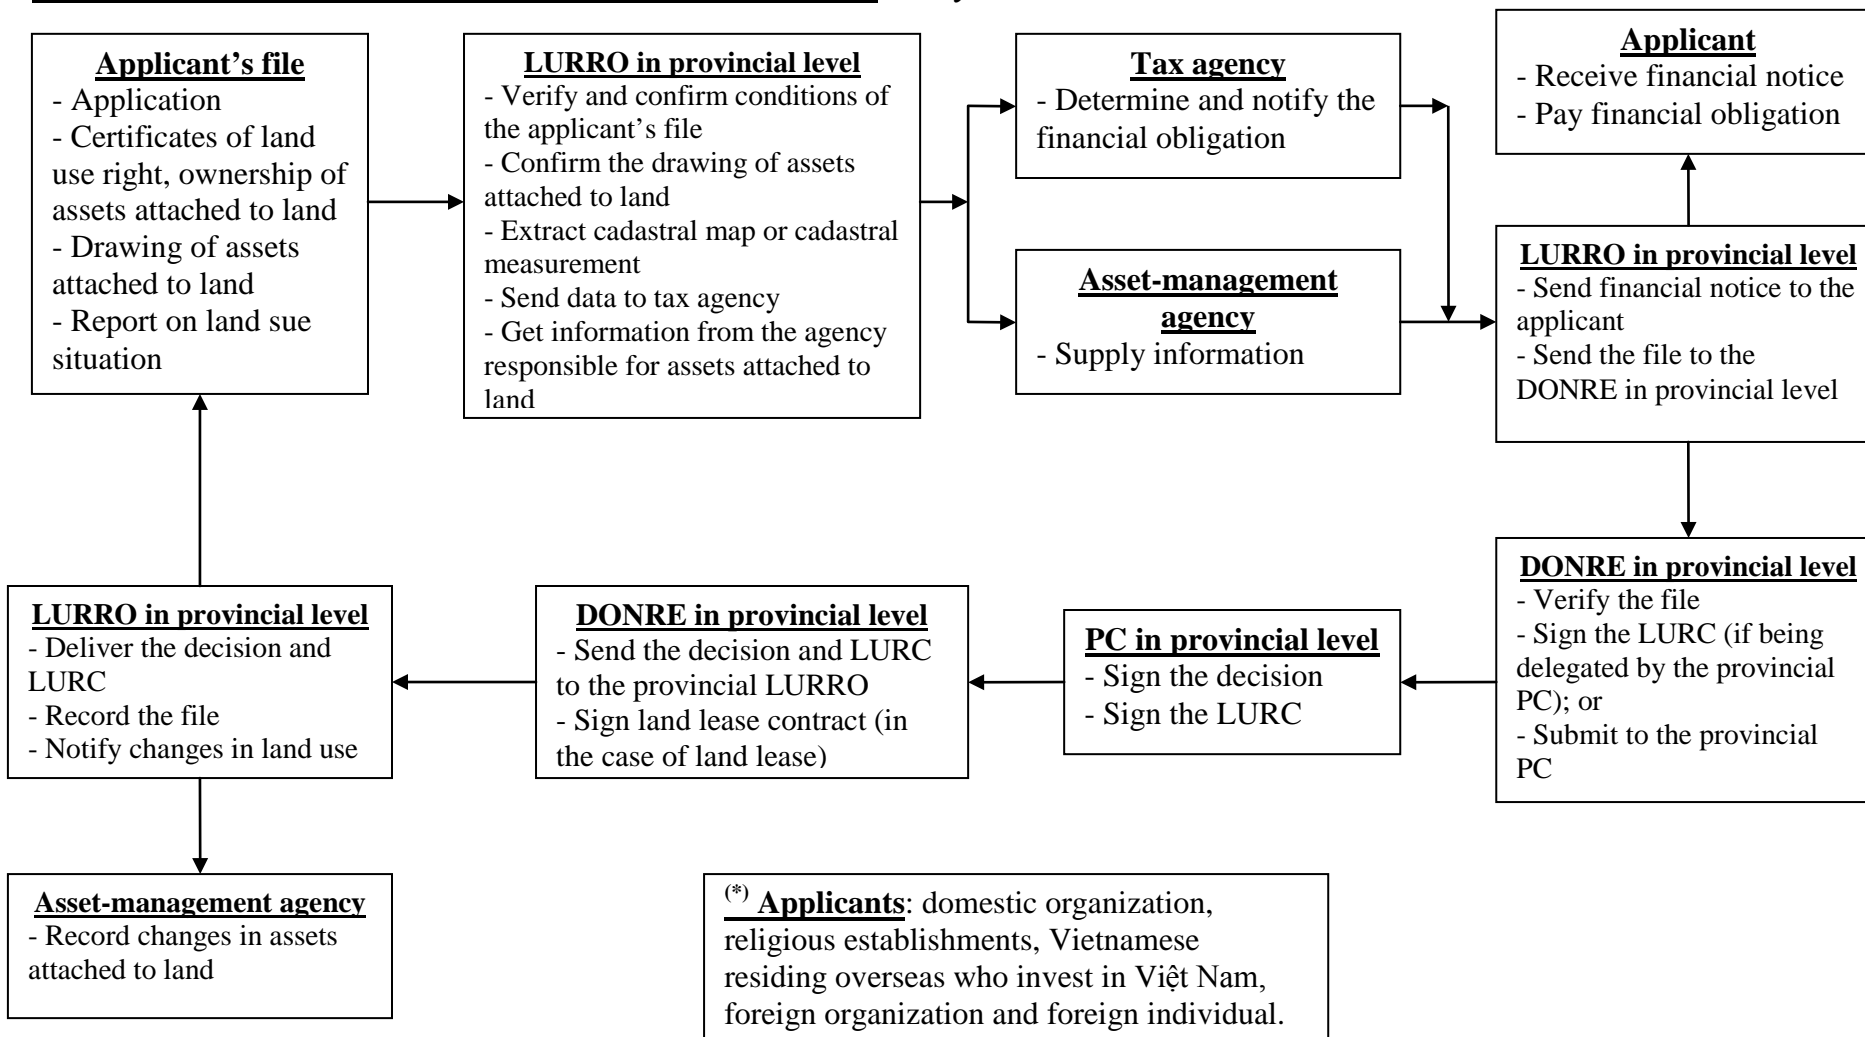 Applicant's file
- Application
- Certificates of land
use right, ownership of
assets attached to land
- Drawing of assets
attached to land
- Report on land sue
situation
LURRO in provincial level
- Verify and confirm conditions of
the applicant's file
- Confirm the drawing of assets
attached to land
- Extract cadastral map or cadastral
measurement
- Send data to tax agency
- Get information from the agency
responsible for assets attached to
land
Tax agency
- Determine and notify the
financial obligation
Asset-management
agency
- Supply information
Applicant
- Receive financial notice
- Pay financial obligation
LURRO in provincial level
- Send financial notice to the
applicant
- Send the file to the
DONRE in provincial level
DONRE in provincial level
- Verify the file
- Sign the LURC (if being
delegated by the provincial
PC); or
- Submit to the provincial
PC
PC in provincial level
- Sign the decision
- Sign the LURC
DONRE in provincial level
- Send the decision and LURC
to the provincial LURRO
- Sign land lease contract (in
the case of land lease)
LURRO in provincial level
- Deliver the decision and
LURC
- Record the file
- Notify changes in land use
Asset-management agency
- Record changes in assets
attached to land
(*) Applicants: domestic organization,
religious establishments, Vietnamese
residing overseas who invest in Việt Nam,
foreign organization and foreign individual.